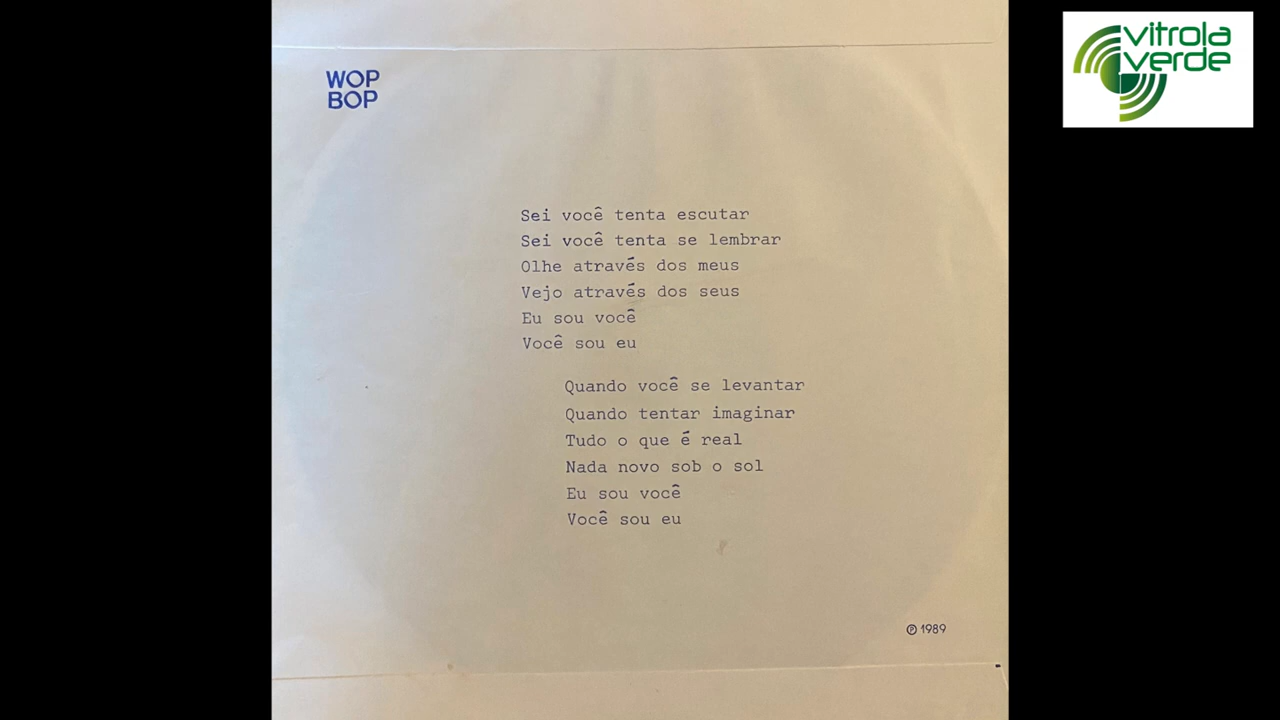 WOP
BOP
vitrola
verde
Sei você tenta escutar
Sei você tenta se lembrar
Olhe através dos meus
Vejo através dos seus
Eu sou você
Você sou eu
Quando você se levantar
Quando tentar imaginar
Tudo o que é real
Nada novo sob o sol
Eu sou você
Você sou eu
℗ 1989